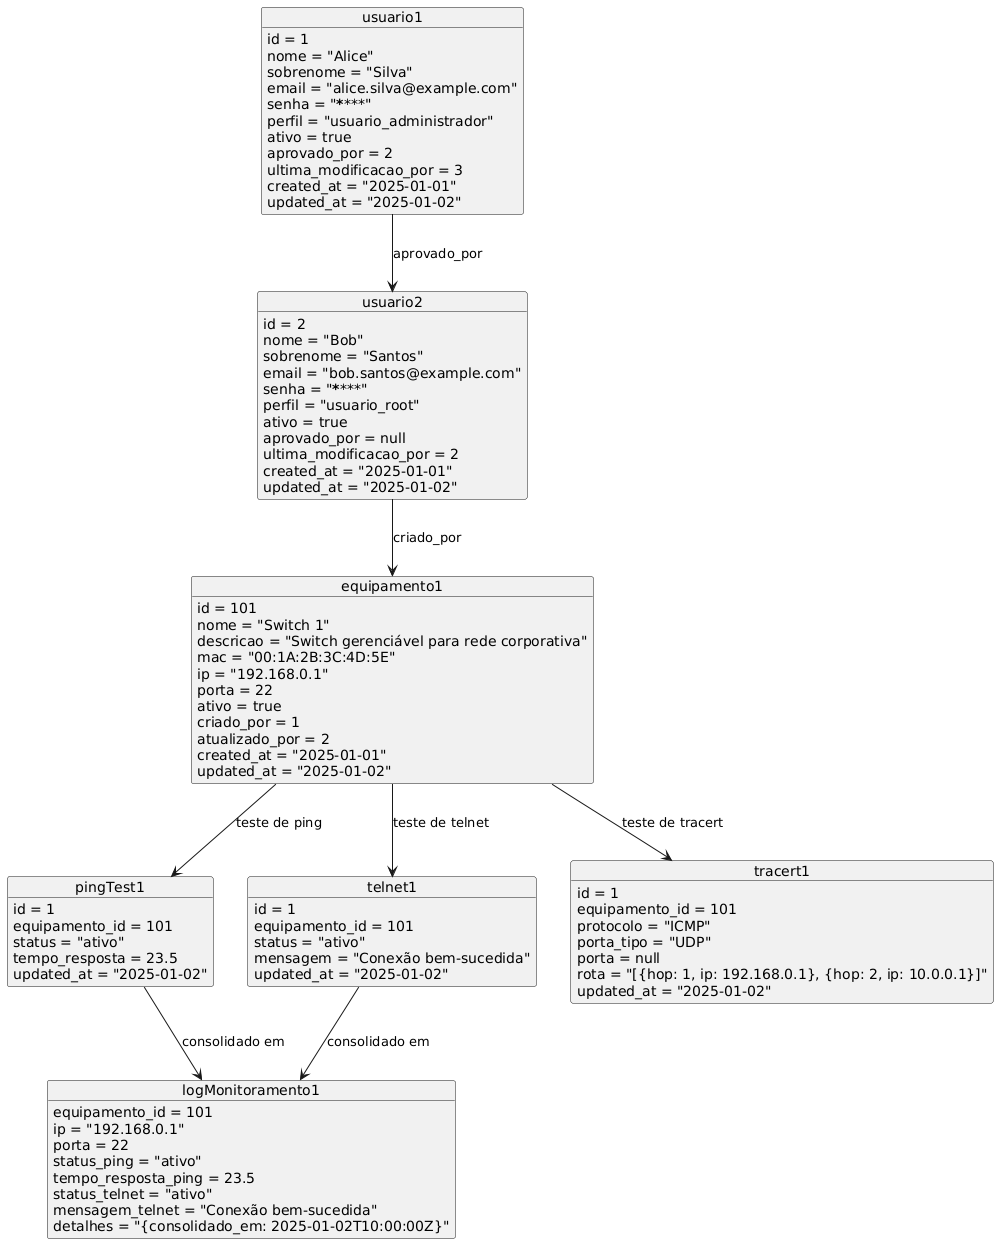 usuario1
id = 1
nome = "Alice"
sobrenome = "Silva"
email = "alice.silva@example.com"
senha = "*****"
perfil = "usuario_administrador"
ativo = true
aprovado_por = 2
ultima_modificacao_por = 3
created_at = "2025-01-01"
updated_at = "2025-01-02"
aprovado_por
usuario2
id = 2
nome = "Bob"
sobrenome = "Santos"
email = "bob.santos@example.com"
senha = "*****"
perfil = "usuario_root"
ativo = true
aprovado_por = null
ultima_modificacao_por = 2
created_at = "2025-01-01"
updated_at = "2025-01-02"
criado_por
equipamento1
id = 101
nome = "Switch 1"
descricao = "Switch gerenciável para rede corporativa"
mac = "00:1A:2B:3C:4D:5E"
ip = "192.168.0.1"
porta = 22
ativo = true
criado_por = 1
atualizado_por = 2
created_at = "2025-01-01"
updated_at = "2025-01-02"
teste de ping
teste de telnet
teste de tracert
pingTest1
id = 1
equipamento_id = 101
status = "ativo"
tempo_resposta = 23.5
updated_at = "2025-01-02"
telnet1
id = 1
equipamento_id = 101
status = "ativo"
mensagem = "Conexão bem-sucedida"
updated_at = "2025-01-02"
tracert1
id = 1
equipamento_id = 101
protocolo = "ICMP"
porta_tipo = "UDP"
porta = null
rota = "[{hop: 1, ip: 192.168.0.1}, {hop: 2, ip: 10.0.0.1}]"
updated_at = "2025-01-02"
consolidado em
consolidado em
logMonitoramento1
equipamento_id = 101
ip = "192.168.0.1"
porta = 22
status_ping = "ativo"
tempo_resposta_ping = 23.5
status_telnet = "ativo"
mensagem_telnet = "Conexão bem-sucedida"
detalhes = "{consolidado_em: 2025-01-02T10:00:00Z}"